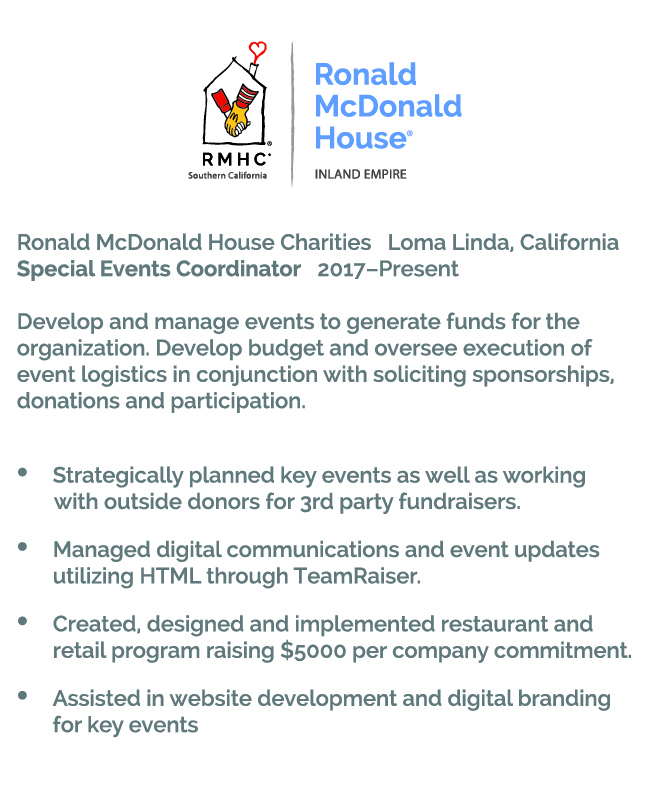 Ronald
McDonald
House®
RMHC®
Southern California
INLAND EMPIRE
Ronald McDonald House Charities Loma Linda, California
Special Events Coordinator 2017–Present
Develop and manage events to generate funds for the
organization. Develop budget and oversee execution of
event logistics in conjunction with soliciting sponsorships,
donations and participation.
• Strategically planned key events as well as working
with outside donors for 3rd party fundraisers.
• Managed digital communications and event updates
utilizing HTML through TeamRaiser.
• Created, designed and implemented restaurant and
retail program raising $5000 per company commitment.
• Assisted in website development and digital branding
for key events